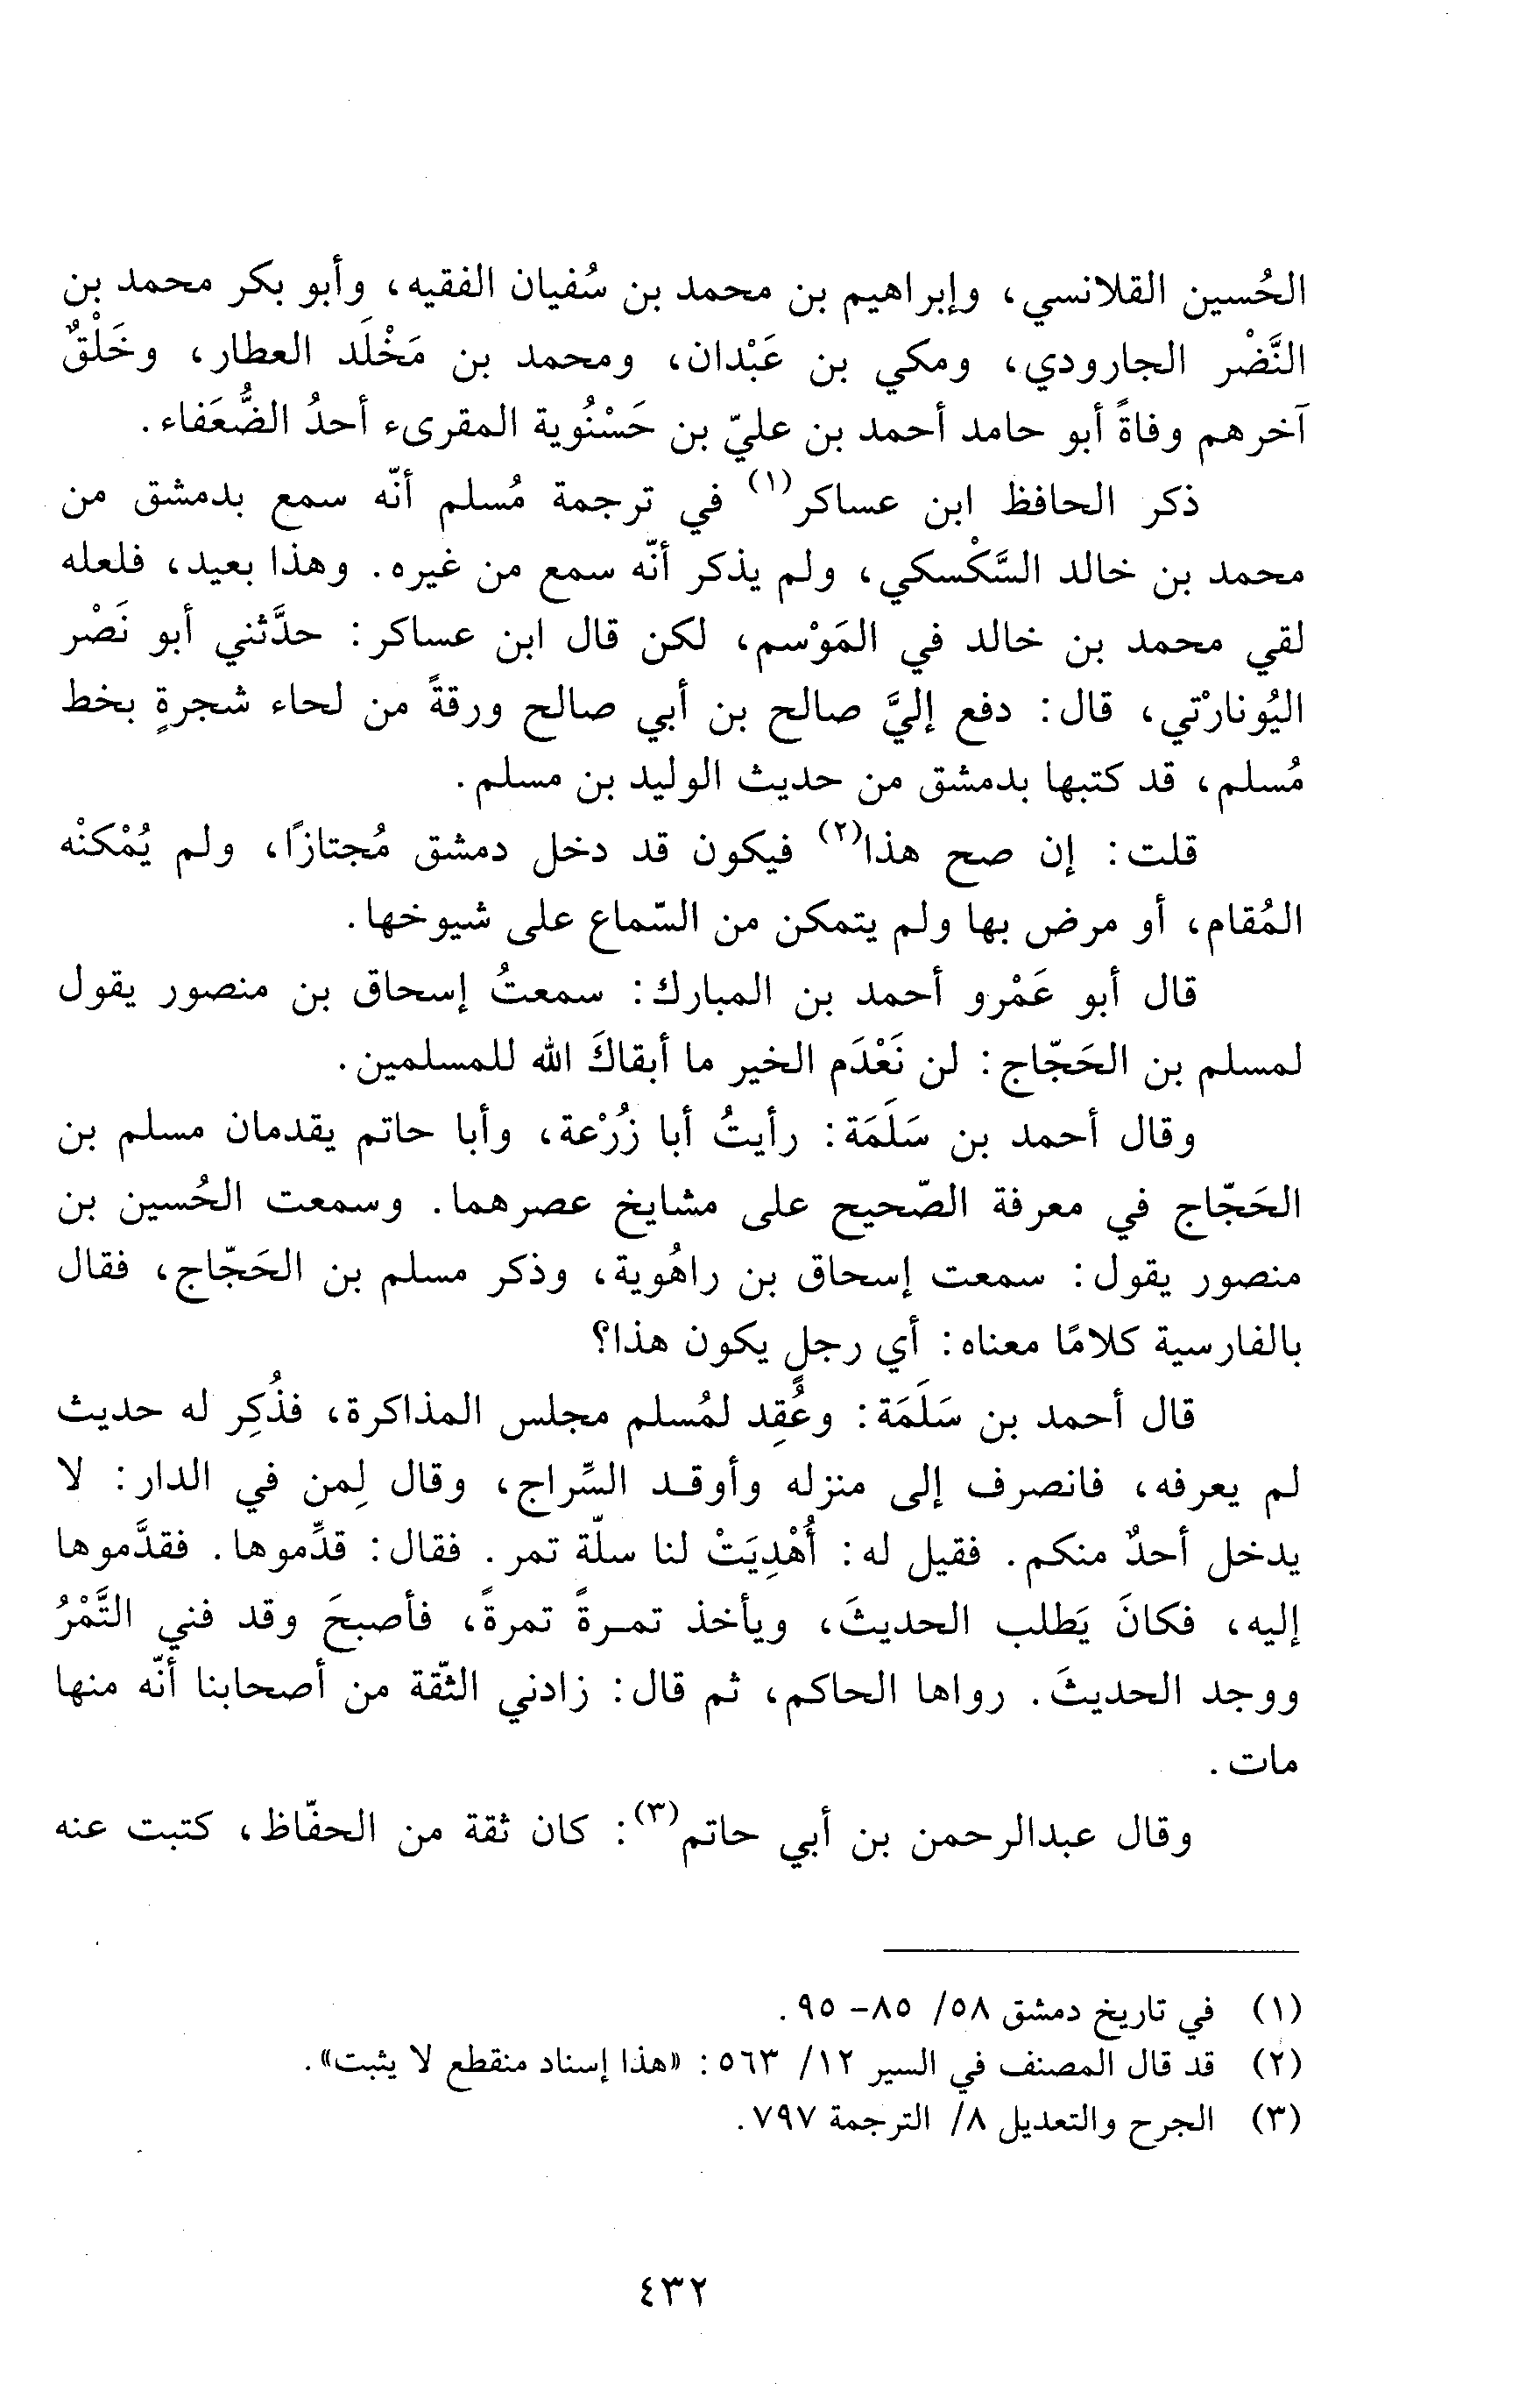 الحُسين القلانسي، وإبراهيم بن محمد بن سُفيان الفقيه، وأبو بكر محمد بن
النَّضْر الجارودي، ومكي بن عَبْدان، ومحمد بن مَخْلَد العطار، وخَلْقٌ
آخرهم وفاةً أبو حامد أحمد بن عليّ بن حَسْنُوية المقرىء أحدُ الضُّعَفاء.
ذكر الحافظ ابن عساكر(١) في ترجمة مُسلم أنّه سمع بدمشق من
محمد بن خالد السَّكْسكي، ولم يذكر أنّه سمع من غيره. وهذا بعيد، فلعله
لقي محمد بن خالد في المَوْسم، لكن قال ابن عساكر: حدَّثني أبو نَصْر
اليُونارْتي، قال: دفع إليَّ صالح بن أبي صالح ورقةً من لحاء شجرةٍ بخط
مُسلم، قد كتبها بدمشق من حديث الوليد بن مسلم.
قلت: إن صح هذا(٢) فيكون قد دخل دمشق مُجتازًا، ولم يُمْكنْه
المُقام، أو مرض بها ولم يتمكن من السّماع على شيوخها.
قال أبو عَمْرو أحمد بن المبارك: سمعتُ إسحاق بن منصور يقول
لمسلم بن الحَجّاج: لن نَعْدَم الخير ما أبقاكَ الله للمسلمين.
وقال أحمد بن سَلَمَة: رأيتُ أبا زُرْعة، وأبا حاتم يقدمان مسلم بن
الحَجّاج في معرفة الصّحيح على مشايخ عصرهما. وسمعت الحُسين بن
منصور يقول: سمعت إسحاق بن راهُوية، وذكر مسلم بن الحَجّاج، فقال
بالفارسية كلامًا معناه: أي رجلٍ يكون هذا؟
قال أحمد بن سَلَمَة: وعُقِد لمُسلم مجلس المذاكرة، فذُكِر له حديث
لم يعرفه، فانصرف إلى منزله وأوقد السِّراج، وقال لِمن في الدار: لا
يدخل أحدٌ منكم. فقيل له: أُهْدِيَتْ لنا سلّة تمر. فقال: قدِّموها. فقدَّموها
إليه، فكانَ يَطلب الحديثَ، ويأخذ تمرةً تمرةً، فأصبحَ وقد فني التَّمْرُ
ووجد الحديثَ. رواها الحاكم، ثم قال: زادني الثّقة من أصحابنا أنّه منها
مات.
وقال عبدالرحمن بن أبي حاتم(٣): كان ثقة من الحفّاظ، كتبت عنه
(١) في تاريخ دمشق ٥٨/ ٨٥- ٩٥.
(٢) قد قال المصنف في السير ١٢/ ٥٦٣: «هذا إسناد منقطع لا يثبت».
(٣) الجرح والتعديل ٨/ الترجمة ٧٩٧.
٤٣٢